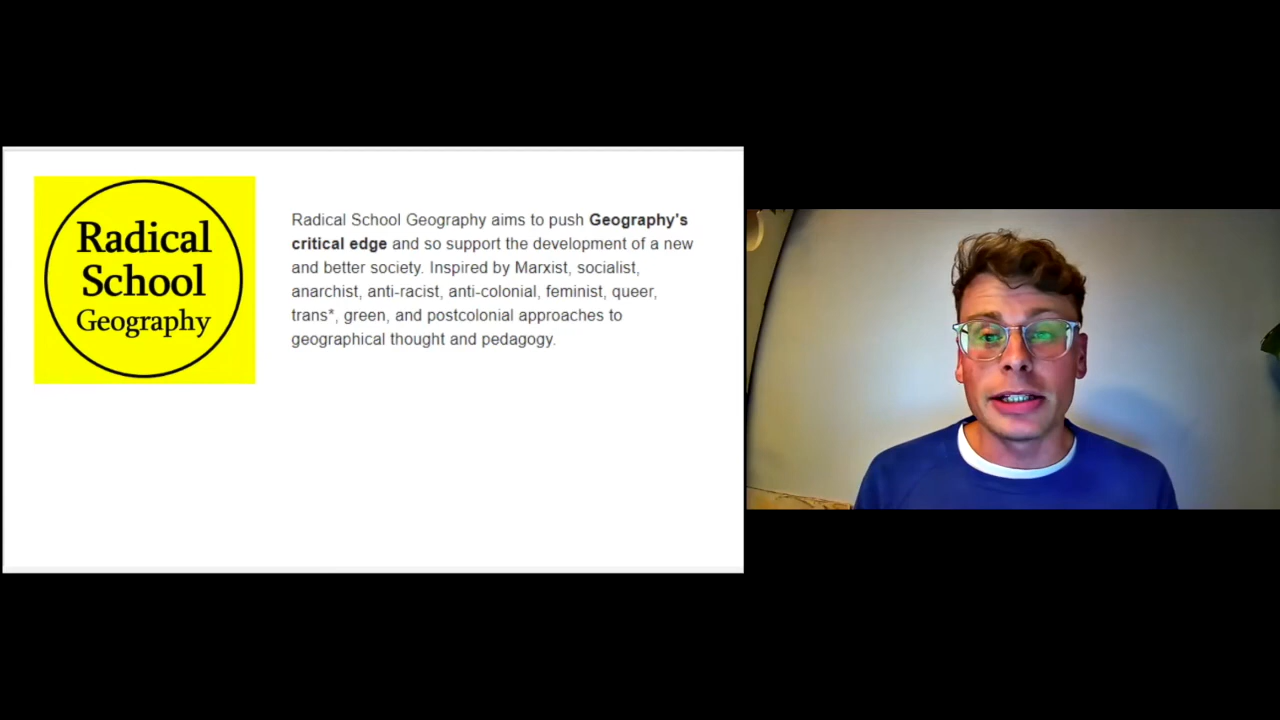 Radical
School
Geography
Radical School Geography aims to push Geography's
critical edge and so support the development of a new
and better society. Inspired by Marxist, socialist,
anarchist, anti-racist, anti-colonial, feminist, queer,
trans*, green, and postcolonial approaches to
geographical thought and pedagogy.